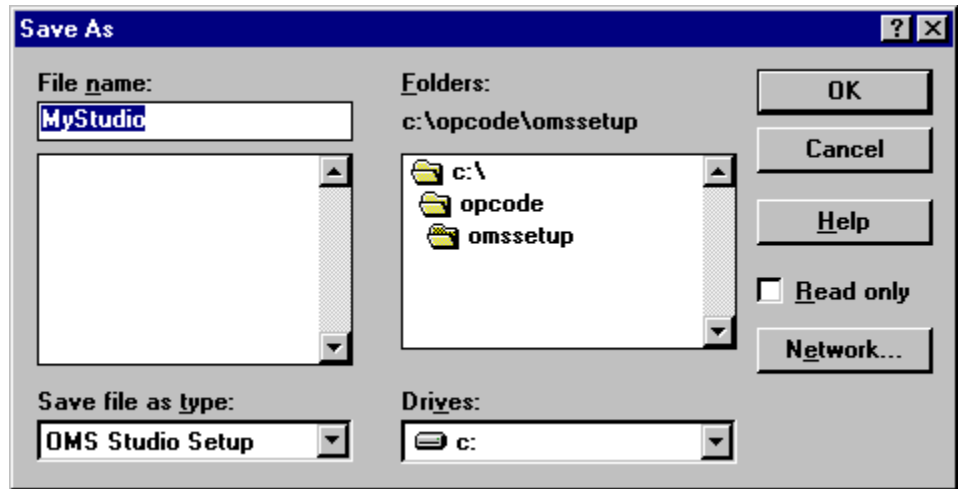 Save As
File name:
MyStudio
Folders:
c:\opcode\omssetup
c:\
opcode
omssetup
OK
Cancel
Help
Read only
Network...
Save file as type:
OMS Studio Setup
Drives:
c: